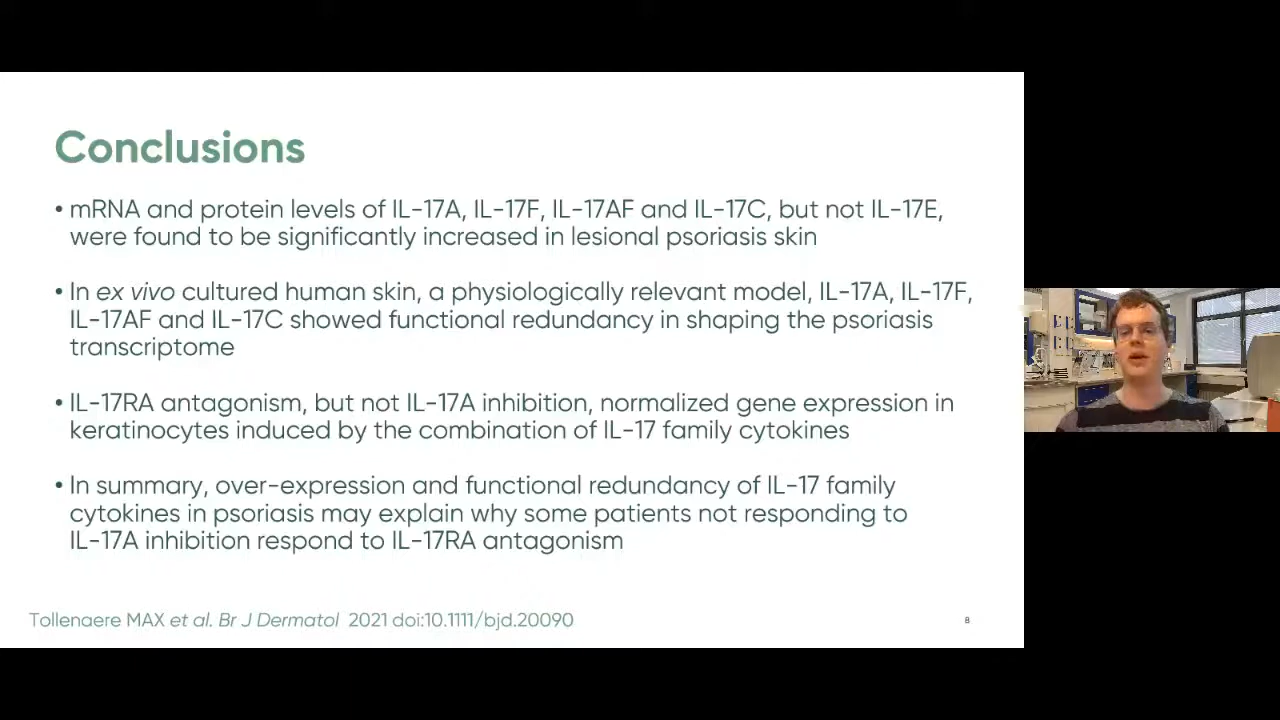 Conclusions
• mRNA and protein levels of IL-17A, IL-17F, IL-17AF and IL-17C, but not IL-17E,
were found to be significantly increased in lesional psoriasis skin
• In ex vivo cultured human skin, a physiologically relevant model, IL-17A, IL-17F,
IL-17AF and IL-17C showed functional redundancy in shaping the psoriasis
transcriptome
• IL-17RA antagonism, but not IL-17A inhibition, normalized gene expression in
keratinocytes induced by the combination of IL-17 family cytokines
• In summary, over-expression and functional redundancy of IL-17 family
cytokines in psoriasis may explain why some patients not responding to
IL-17A inhibition respond to IL-17RA antagonism
Tollenaere MAX et al. Br J Dermatol 2021 doi:10.1111/bjd.20090
8